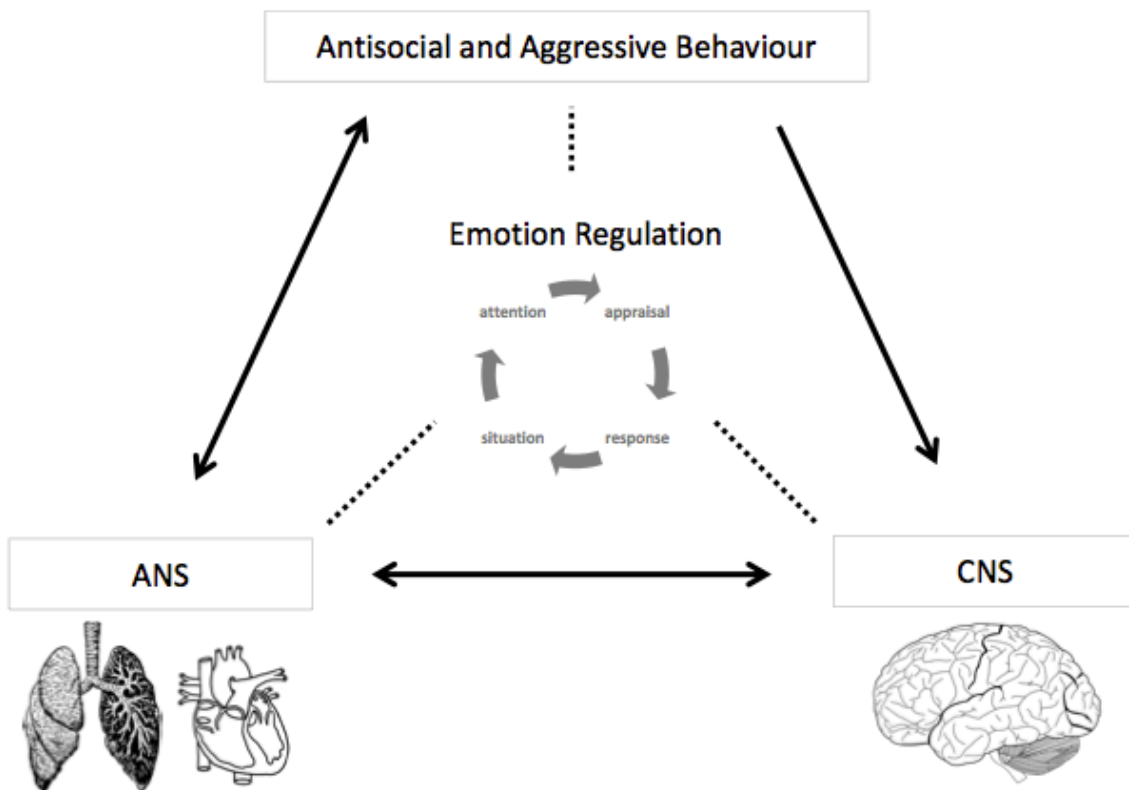 Antisocial and Aggressive Behaviour
Emotion Regulation
attention
appraisal
situation
response
ANS
CNS